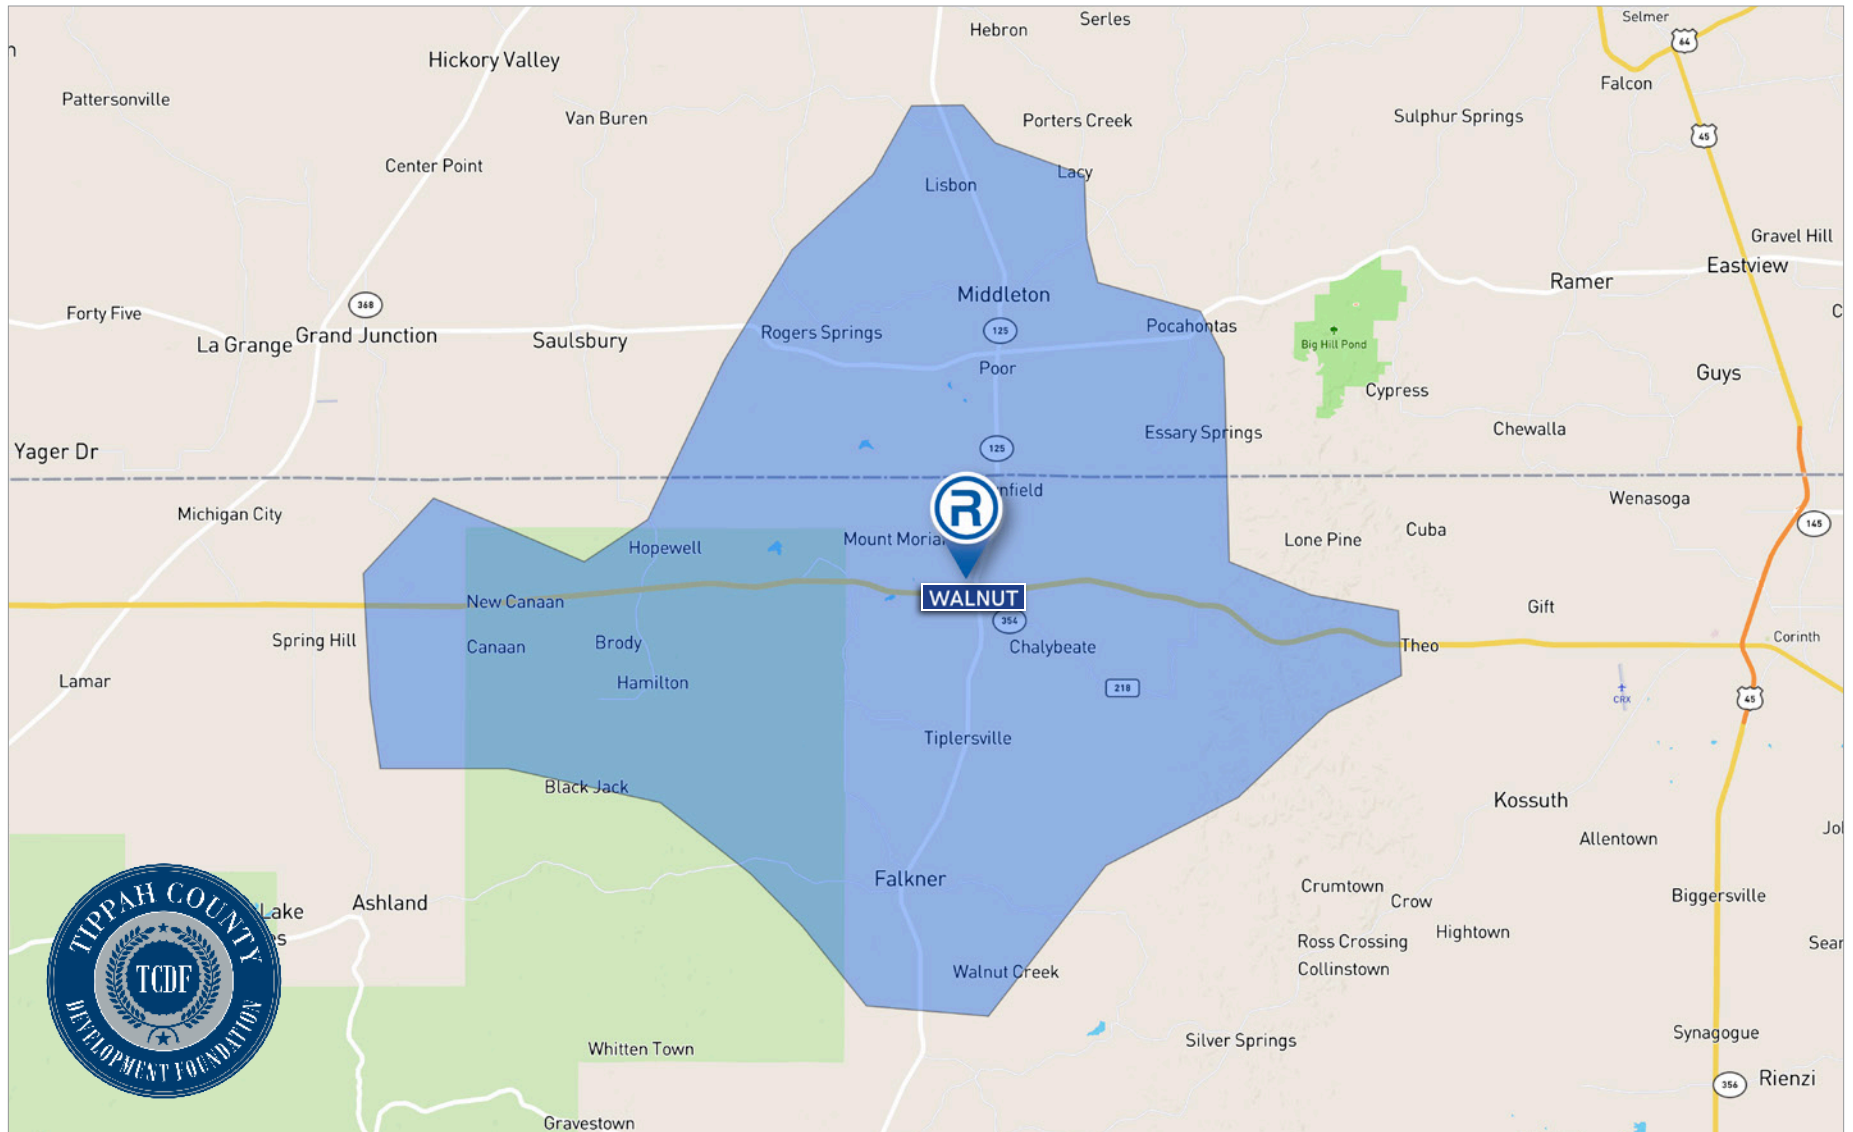 Serles
Selmer
Hebron
64
Hickory Valley
Falcon
Pattersonville
Van Buren
Porters Creek
Sulphur Springs
45
Center Point
Lacy
Lisbon
Gravel Hill
Eastview
Ramer
Middleton
368
Forty Five
Pocahontas
125
Rogers Springs
Grand Junction
La Grange
Saulsbury
Big Hill Pond
Poor
Guys
Cypress
Essary Springs
Chewalla
Yager Dr
125
nfield
Wenasoga
Michigan City
R
145
Cuba
Mount Moria
Lone Pine
Hopewell
WALNUT
New Canaan
Gift
354
Corinth
Spring Hill
Brody
Canaan
Chalybeate
Theo
Lamar
Hamilton
218
CRX
45
Tiplersville
Black Jack
Kossuth
Allentown
Falkner
Crumtown
Biggersville
Crow
Ashland
Lake
es
Hightown
Ross Crossing
Collinstown
Walnut Creek
TIPPAH COUNTY
TCDF
DEVELOPMENT FOUNDATION
Synagogue
Silver Springs
Whitten Town
Rienzi
356
Gravestown